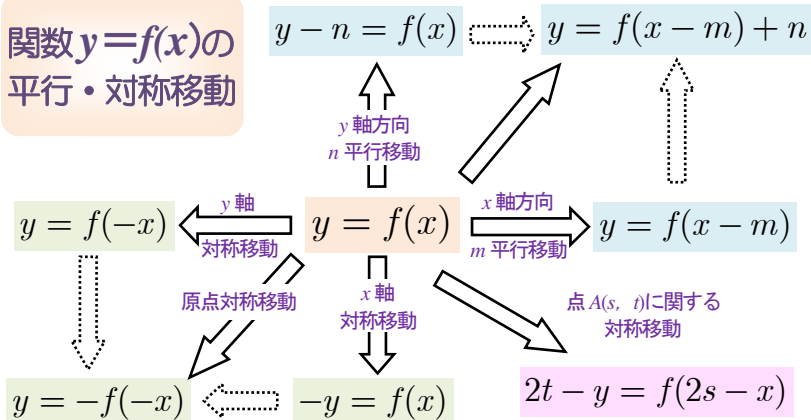 関数y=f(x)の
平行・対称移動
y − n = f(x)
y = f(x − m) + n
y 軸方向
n 平行移動
y = f(−x)
y 軸
対称移動
y = f(x)
x 軸方向
m 平行移動
y = f(x − m)
原点対称移動
x 軸
対称移動
点 A(s, t)に関する
対称移動
y = −f(−x)
−y = f(x)
2t − y = f(2s − x)